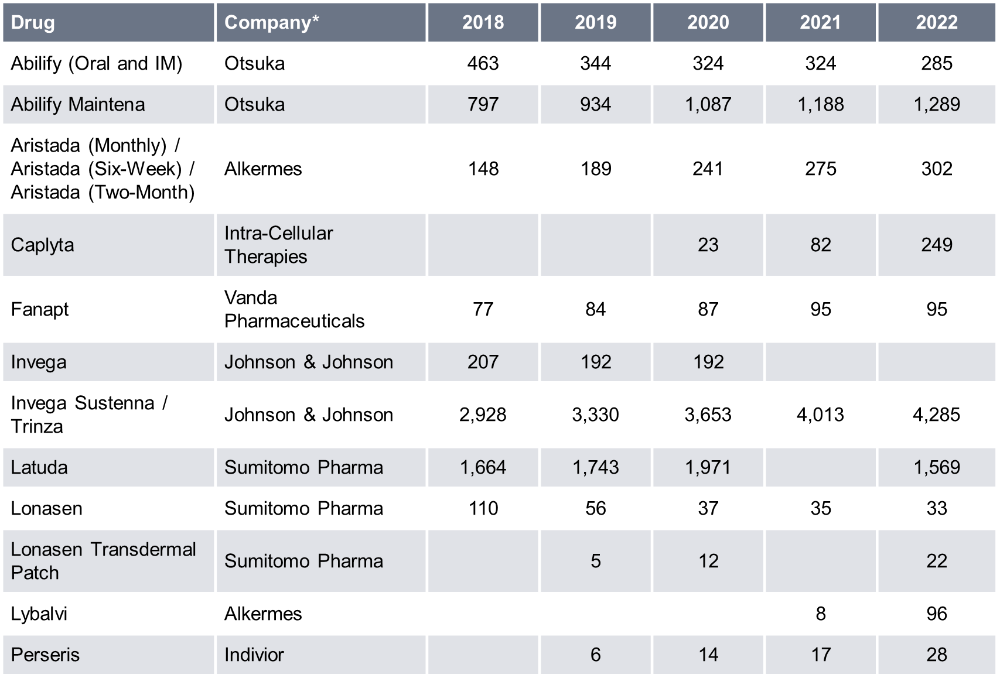 Drug Company* 2018 2019 2020 2021 2022
Abilify (Oral and IM) Otsuka 463 344 324 324 285
Abilify Maintena Otsuka 797 934 1,087 1,188 1,289
Aristada (Monthly) /
Aristada (Six-Week) / Alkermes 148 189 241 275 302
Aristada (Two-Month)
Intra-Cellular
Caplyta 23 82 249
Therapies
Vanda
Fanapt 77 84 87 95 95
Pharmaceuticals
Invega Johnson & Johnson 207 192 192
Invega Sustenna /
Johnson & Johnson 2,928 3,330 3,653 4,013 4,285
Trinza
Latuda Sumitomo Pharma 1,664 1,743 1,971 1,569
Lonasen Sumitomo Pharma 110 56 37 35 33
Lonasen Transdermal
Sumitomo Pharma 5 12 22
Patch
Lybalvi Alkermes 8 96
Perseris Indivior 6 14 17 28